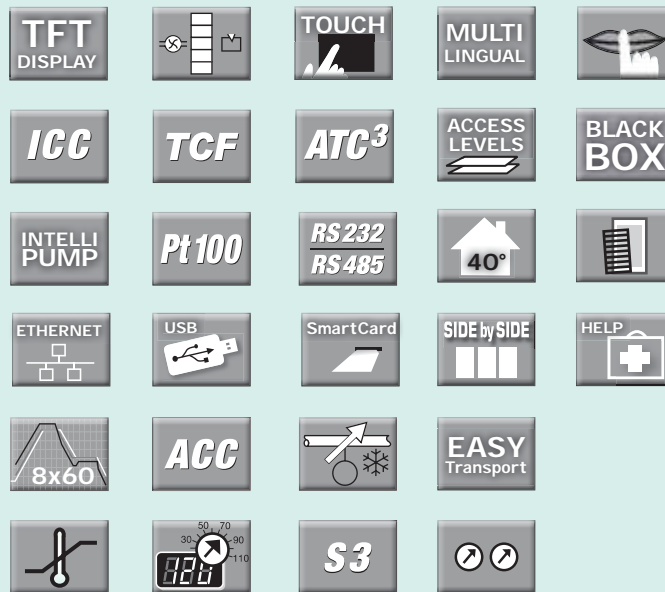 TFT
DISPLAY
TOUCH
MULTI
LINGUAL
ICC
TCF
ATC³
ACCESS
LEVELS
BLACK
BOX
INTELLI
PUMP
Pt100
RS232
RS485
40°
ETHERNET
USB
SmartCard
SIDE by SIDE
HELP
8x60
ACC
EASY
Transport
50 70
30 90
110
S3